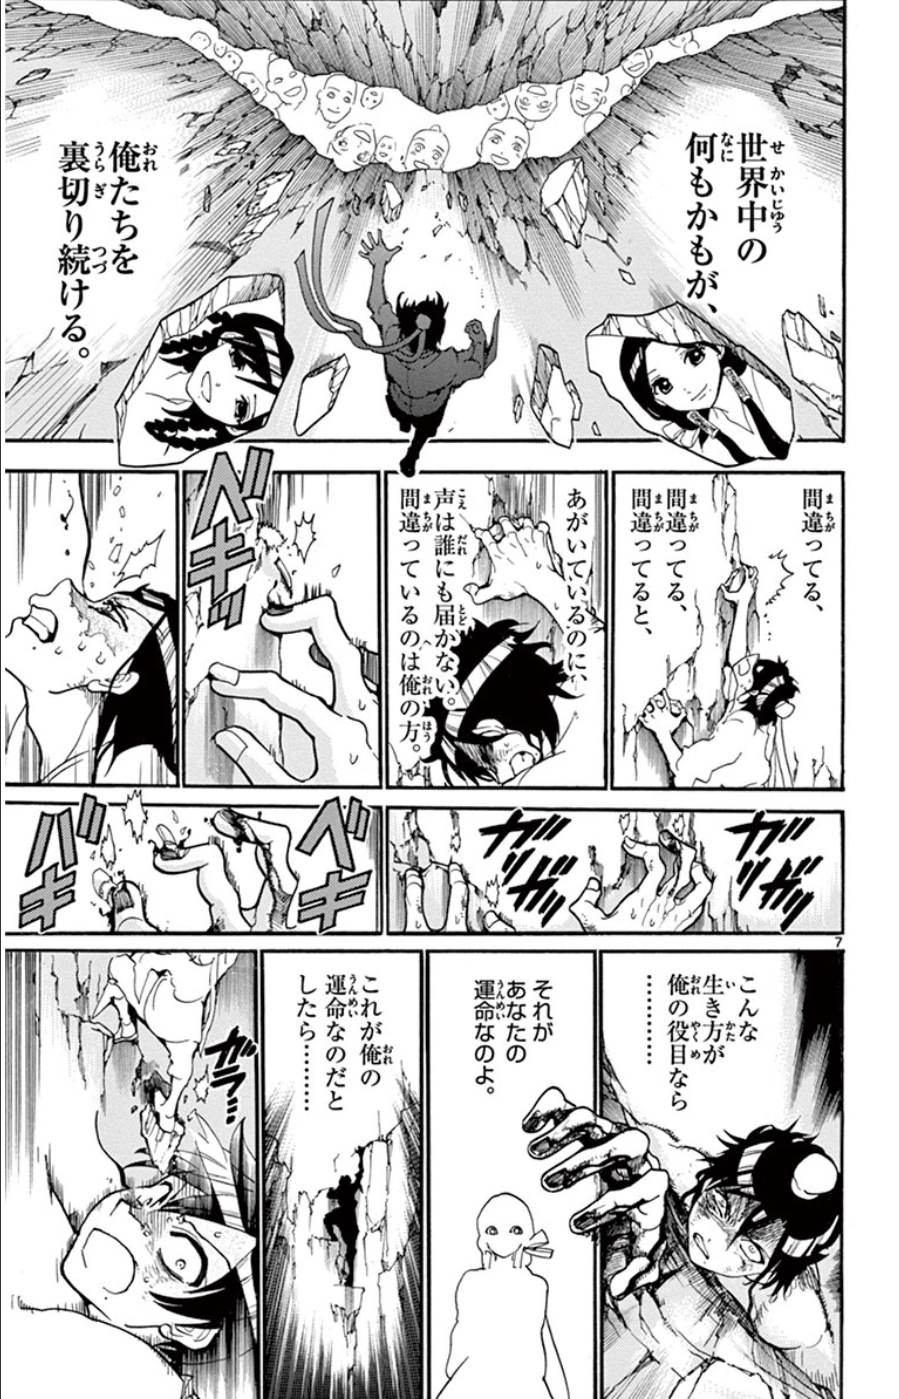 世界中の
何もかもが、
俺たちを
裏切り続ける。
間違ってる、
間違ってる、
間違ってると、
あがいているのに、
声は誰にも届かない。
間違っているのは俺の方。
ベキッ
ガリッ
ガリッ
バキ
バキ
7
こんな
生き方が
俺の役目なら
…………
それが
あなたの
運命なのよ。
これが俺の
運命なのだと
したら……
ガラ…